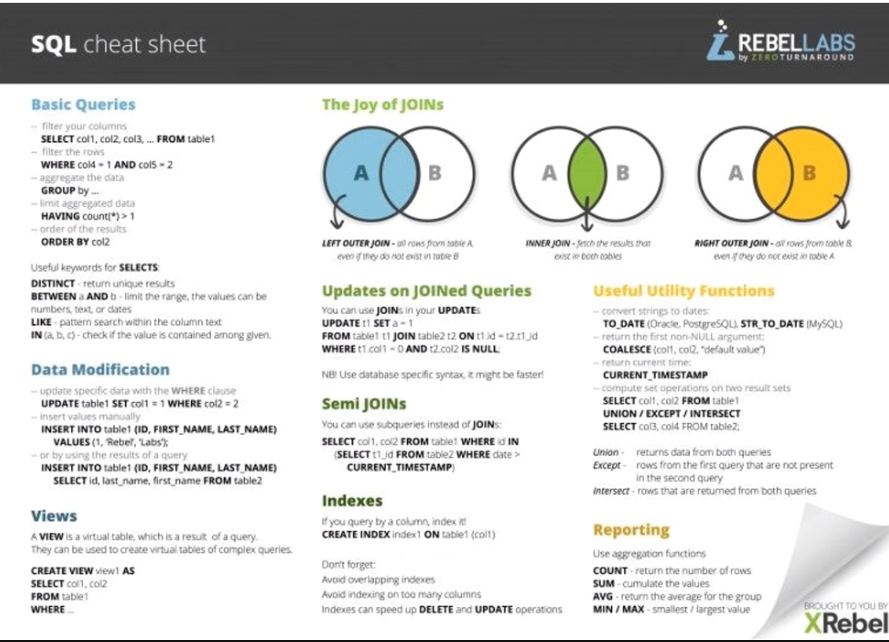 SQL cheat sheet
REBELLABS
by ZEROTURNAROUND
Basic Queries
-- filter your columns
SELECT col1, col2, col3, ... FROM table1
-- filter the rows
WHERE col4 = 1 AND col5 = 2
-- aggregate the data
GROUP by ...
-- limit aggregated data
HAVING count(*) > 1
-- order of the results
ORDER BY col2
Useful keywords for SELECTS:
DISTINCT - return unique results
BETWEEN a AND b - limit the range, the values can be
numbers, text, or dates
LIKE - pattern search within the column text
IN (a, b, c) - check if the value is contained among given.
Data Modification
-- update specific data with the WHERE clause
UPDATE table1 SET col1 = 1 WHERE col2 = 2
-- insert values manually
INSERT INTO table1 (ID, FIRST_NAME, LAST_NAME)
VALUES (1, 'Rebel', 'Labs');
-- or by using the results of a query
INSERT INTO table1 (ID, FIRST_NAME, LAST_NAME)
SELECT id, last_name, first_name FROM table2
Views
A VIEW is a virtual table, which is a result of a query.
They can be used to create virtual tables of complex queries.
CREATE VIEW view1 AS
SELECT col1, col2
FROM table1
WHERE ...
The Joy of JOINs
A B
A B
A B
LEFT OUTER JOIN - all rows from table A,
even if they do not exist in table B
INNER JOIN - fetch the results that
exist in both tables
RIGHT OUTER JOIN - all rows from table B,
even if they do not exist in table A
Updates on JOINed Queries
You can use JOINs in your UPDATEs
UPDATE t1 SET a = 1
FROM table1 t1 JOIN table2 t2 ON t1.id = t2.t1_id
WHERE t1.col1 = 0 AND t2.col2 IS NULL;
NB! Use database specific syntax, it might be faster!
Semi JOINs
You can use subqueries instead of JOINs:
SELECT col1, col2 FROM table1 WHERE id IN
(SELECT t1_id FROM table2 WHERE date >
CURRENT_TIMESTAMP)
Indexes
If you query by a column, index it!
CREATE INDEX index1 ON table1 (col1)
Don't forget:
Avoid overlapping indexes
Avoid indexing on too many columns
Indexes can speed up DELETE and UPDATE operations
Useful Utility Functions
-- convert strings to dates:
TO_DATE (Oracle, PostgreSQL), STR_TO_DATE (MySQL)
-- return the first non-NULL argument:
COALESCE (col1, col2, "default value")
-- return current time:
CURRENT_TIMESTAMP
-- compute set operations on two result sets
SELECT col1, col2 FROM table1
UNION / EXCEPT / INTERSECT
SELECT col3, col4 FROM table2;
Union - returns data from both queries
Except - rows from the first query that are not present
in the second query
Intersect - rows that are returned from both queries
Reporting
Use aggregation functions
COUNT - return the number of rows
SUM - cumulate the values
AVG - return the average for the group
MIN / MAX - smallest / largest value
BROUGHT TO YOU BY
XRebel